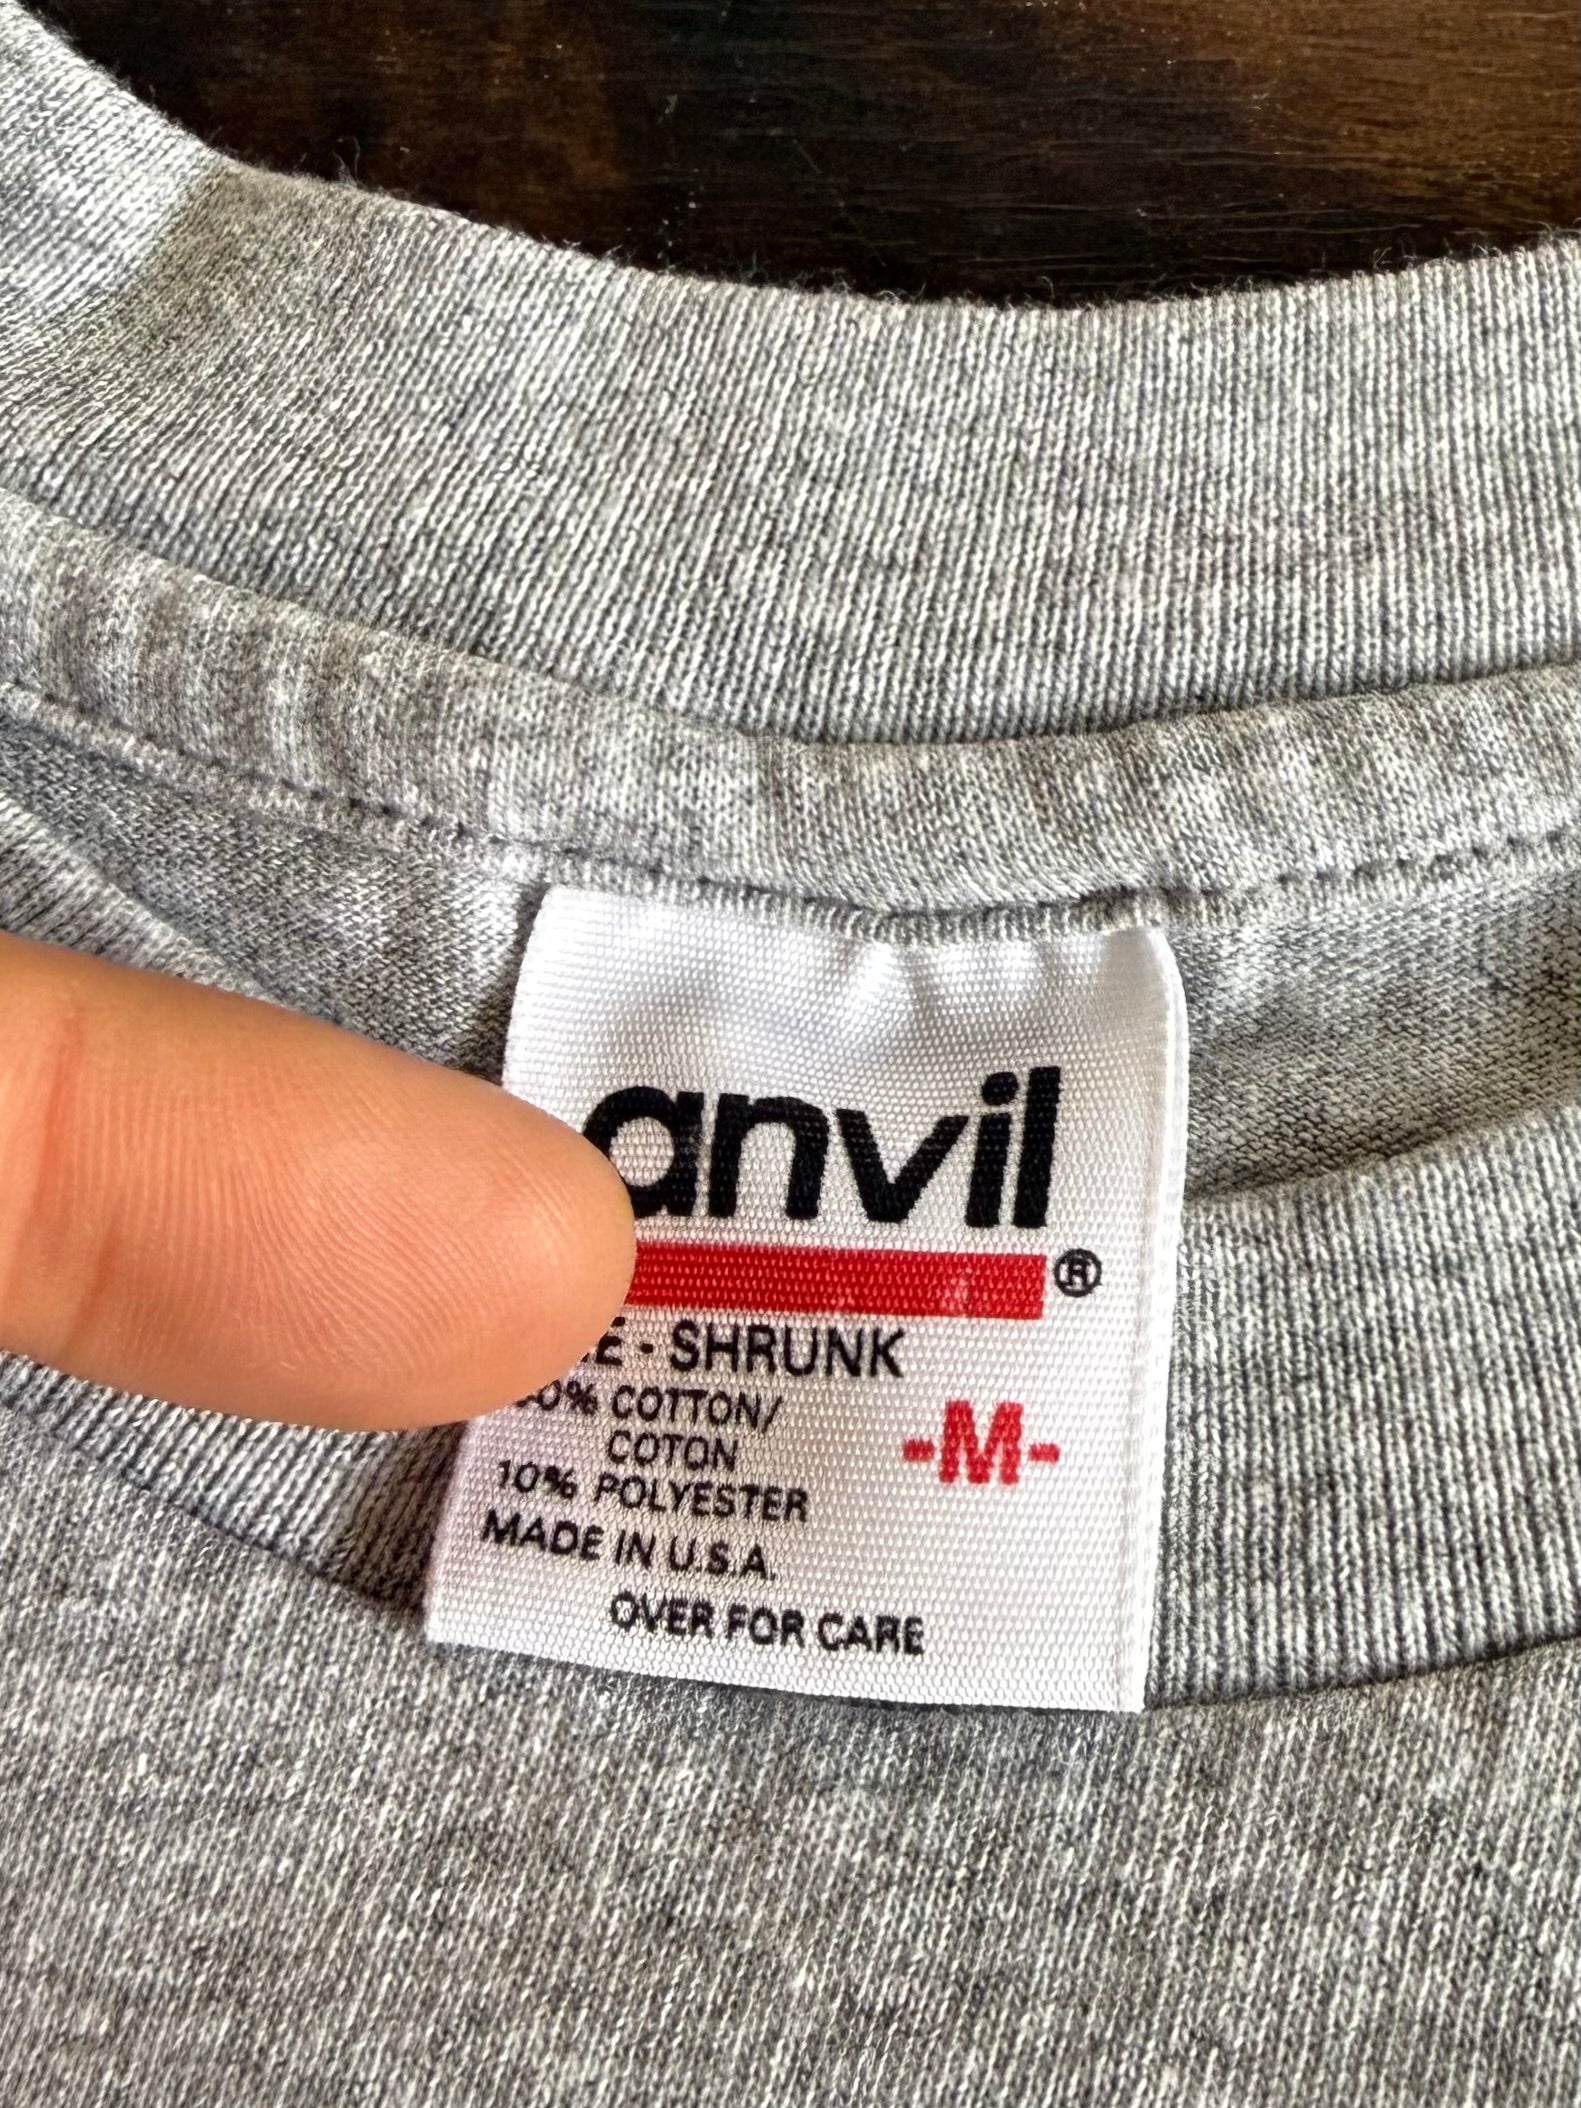 anvil
®
- SHRUNK
COTTON/
COTON
-M-
10% POLYESTER
MADE IN U.S.A.
OVER FOR CARE